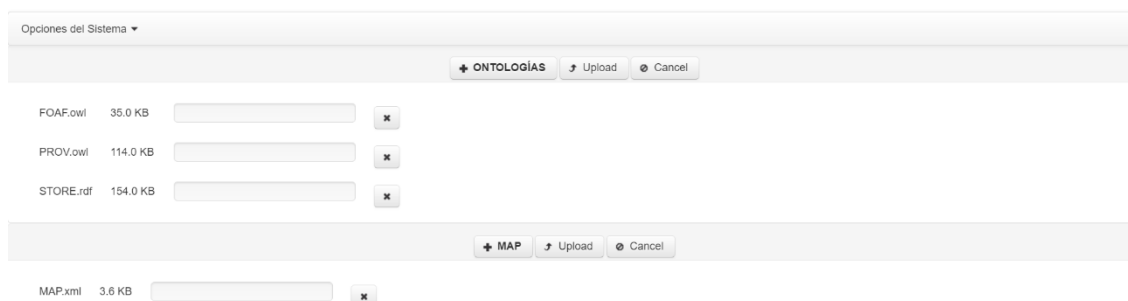 Opciones del Sistema
ONTOLOGÍAS Upload Cancel
FOAF.owl 35.0 KB
PROV.owl 114.0 KB
STORE.rdf 154.0 KB
MAP Upload Cancel
MAP.xml 3.6 KB